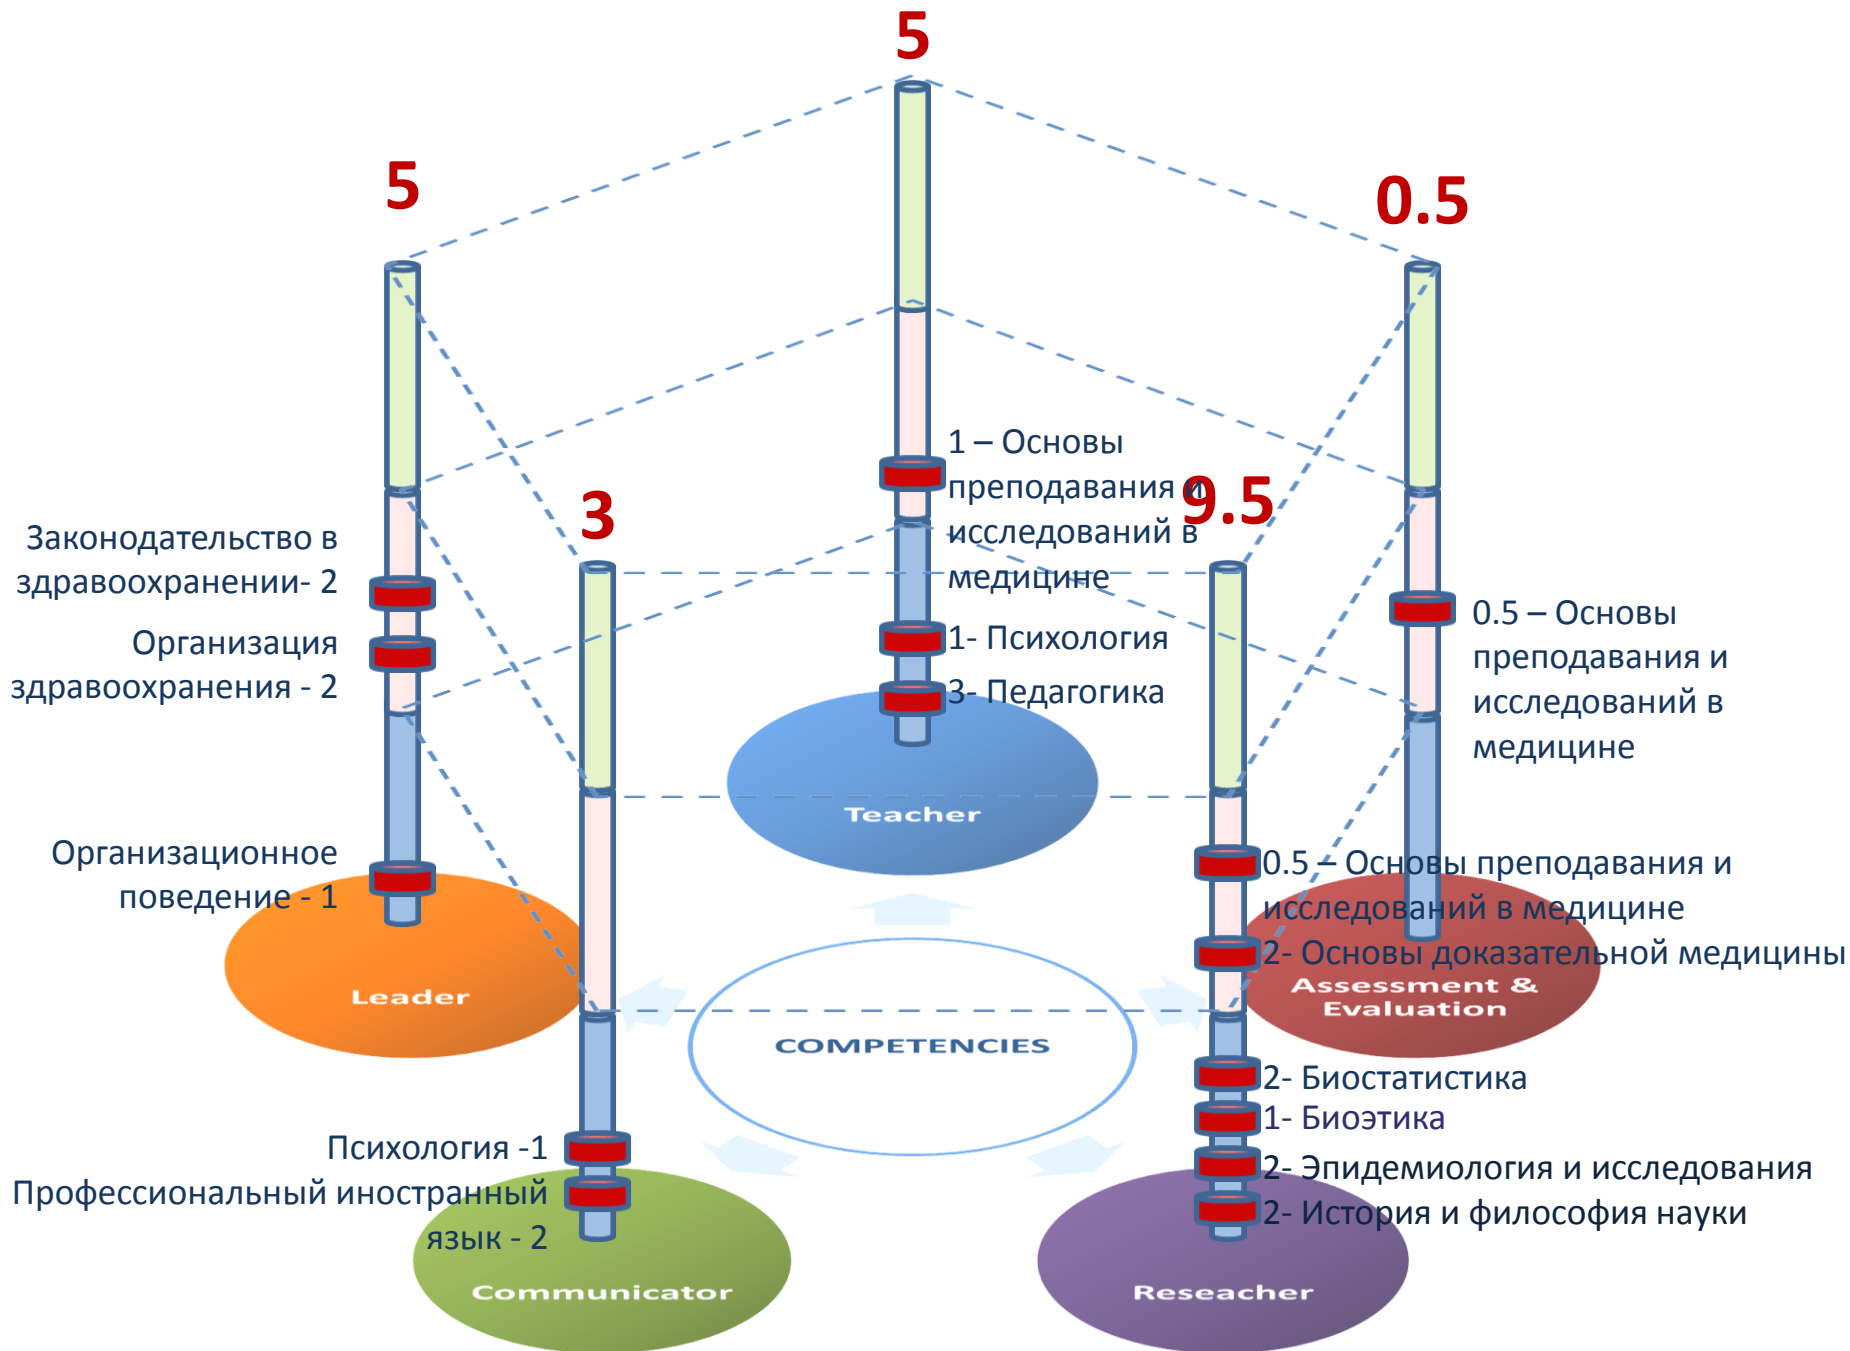 5
5
0.5
1 – Основы
преподавания и
исследований в
медицине
3
9.5
Законодательство в
здравоохранении- 2
Организация
здравоохранения - 2
0.5 – Основы
преподавания и
исследований в
медицине
1- Психология
3- Педагогика
Teacher
Организационное
поведение - 1
0.5 – Основы преподавания и
исследований в медицине
2- Основы доказательной медицины
Leader
Assessment &
Evaluation
COMPETENCIES
2- Биостатистика
1- Биоэтика
Психология -1
Профессиональный иностранный
язык - 2
2- Эпидемиология и исследования
2- История и философия науки
Communicator
Reseacher